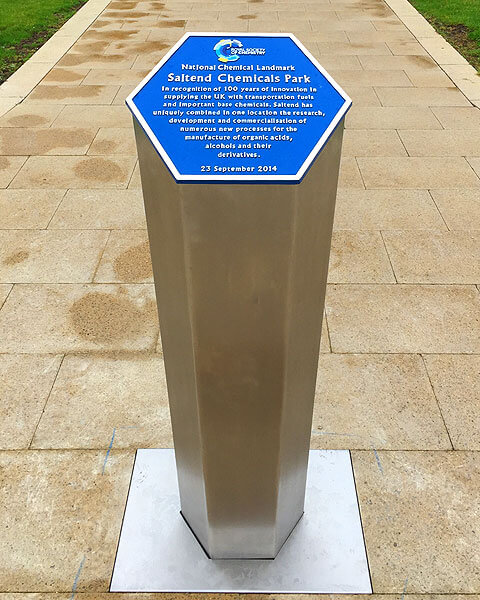 ROYAL SOCIETY
OF CHEMISTRY
National Chemical Landmark
Saltend Chemicals Park
In recognition of 100 years of innovation in
supplying the UK with transportation fuels
and important base chemicals. Saltend has
uniquely combined in one location the research,
development and commercialisation of
numerous new processes for the
manufacture of organic acids,
alcohols and their
derivatives.
23 September 2014